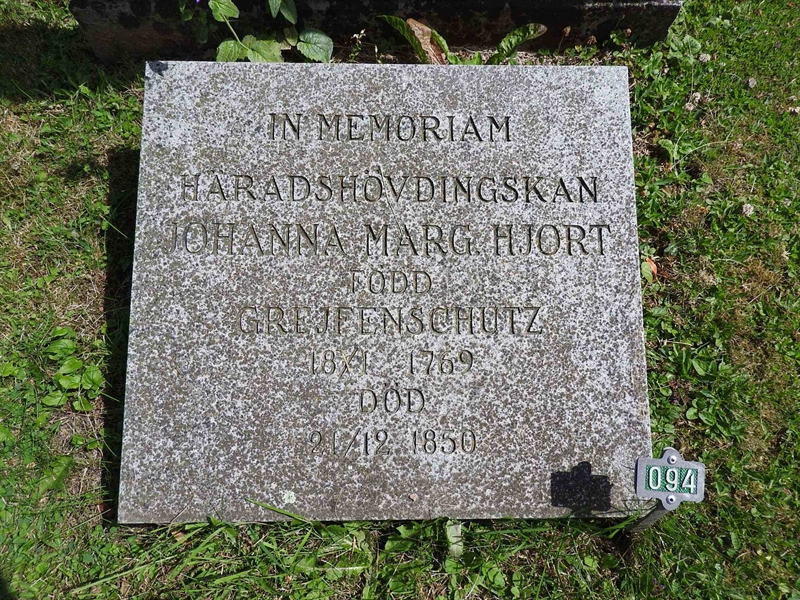 IN MEMORIAM
HÄRADSHÖVDINGSKAN
JOHANNA MARG. HJORT
FÖDD
GREJFENSCHÜTZ
18/1 1769
DÖD
21/12 1850
094